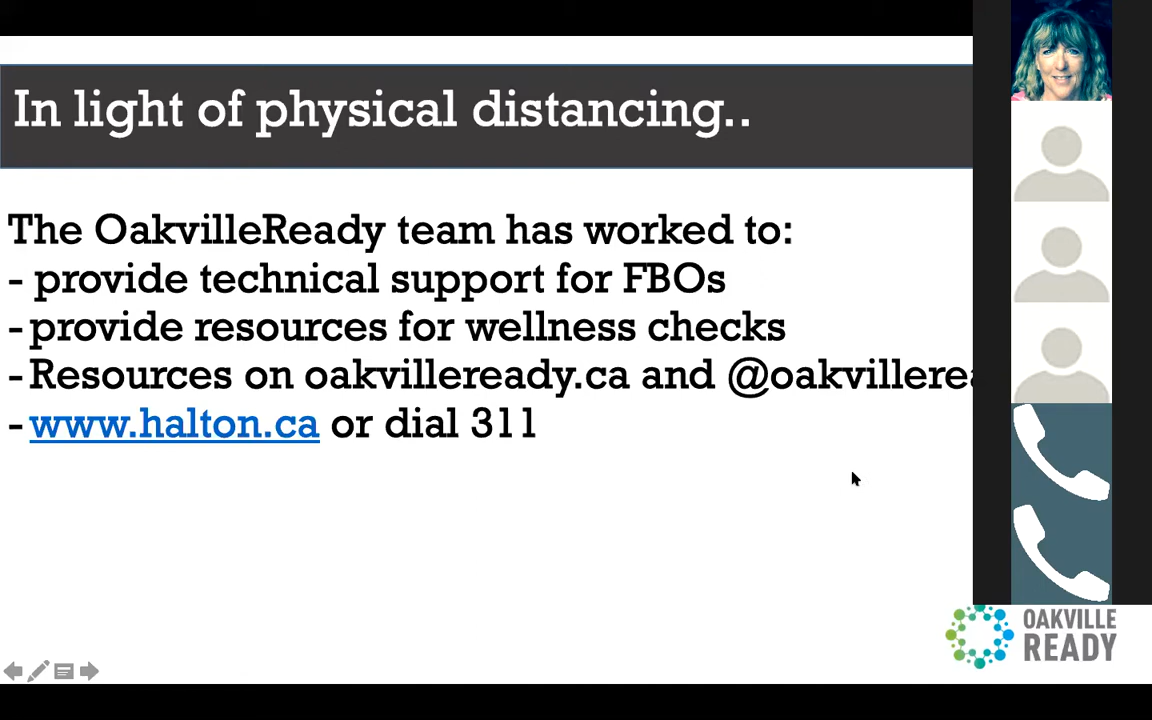 In light of physical distancing..
The OakvilleReady team has worked to:
- provide technical support for FBOs
- provide resources for wellness checks
- Resources on oakvilleready.ca and
- www.halton.ca or dial 311
OAKVILLE
READY